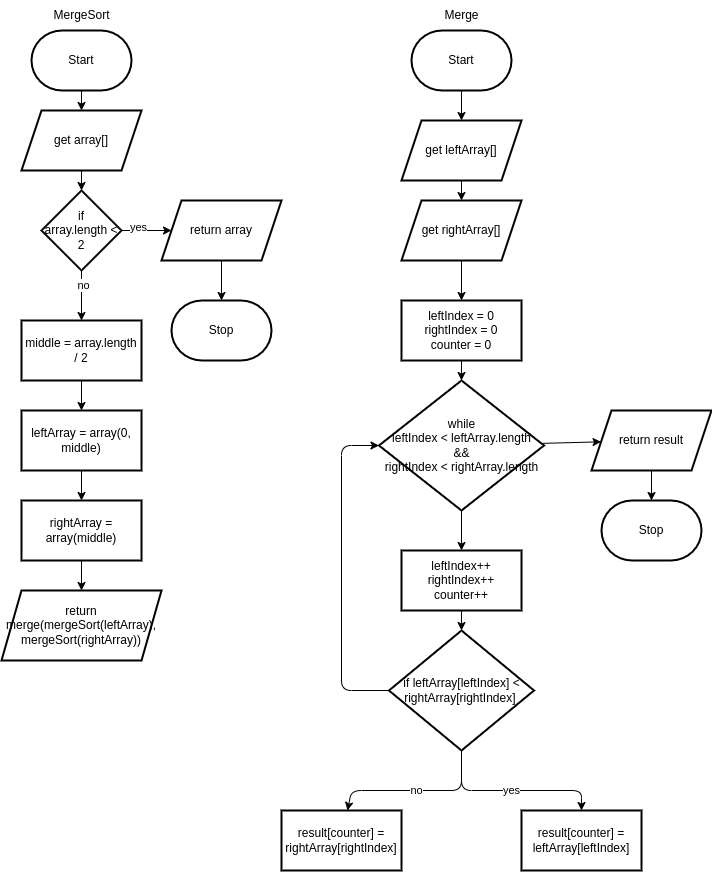 MergeSort
Start
get array[]
if
array.length <
2
yes
return array
Stop
no
middle = array.length
/ 2
leftArray = array(0,
middle)
rightArray =
array(middle)
return
merge(mergeSort(leftArray),
mergeSort(rightArray))
Merge
Start
get leftArray[]
get rightArray[]
leftIndex = 0
rightIndex = 0
counter = 0
while
leftIndex < leftArray.length
&&
rightIndex < rightArray.length
return result
Stop
leftIndex++
rightIndex++
counter++
if leftArray[leftIndex] <
rightArray[rightIndex]
no
yes
result[counter] =
rightArray[rightIndex]
result[counter] =
leftArray[leftIndex]